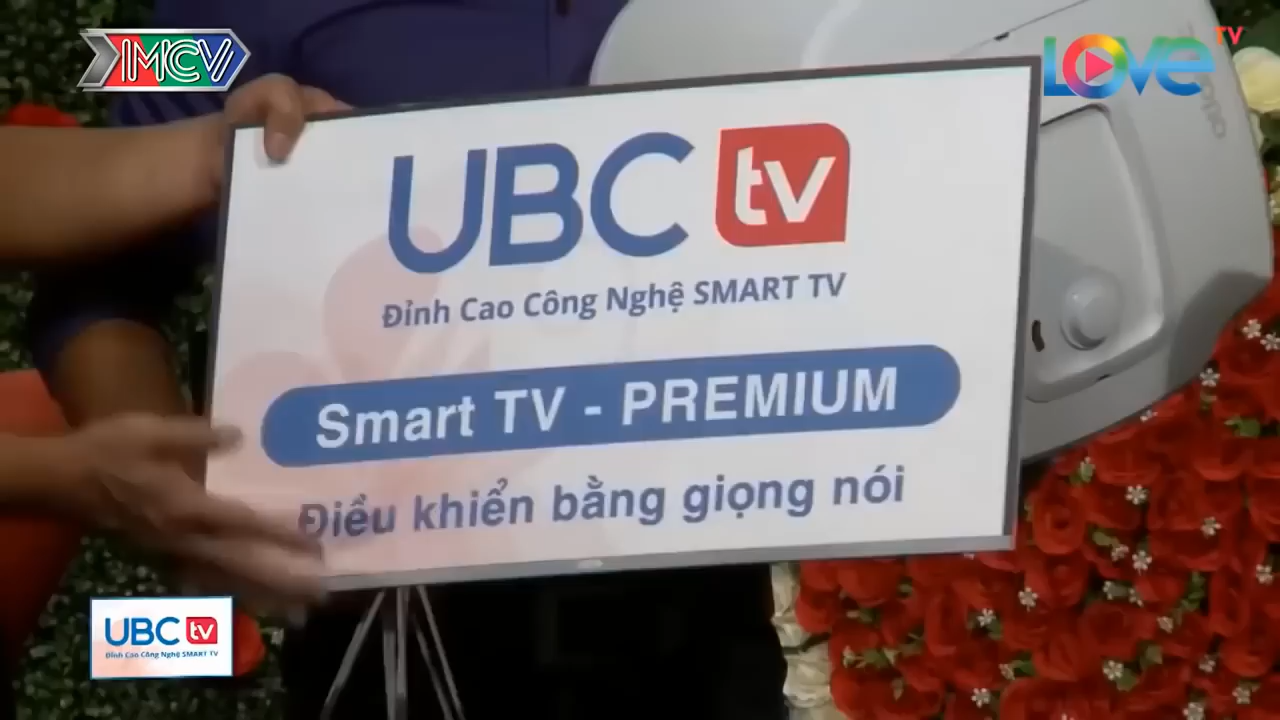 MCV
LOVE TV
UBC tv
Đỉnh Cao Công Nghệ SMART TV
Smart TV - PREMIUM
Điều khiển bằng giọng nói
UBC tv
Đỉnh Cao Công Nghệ SMART TV